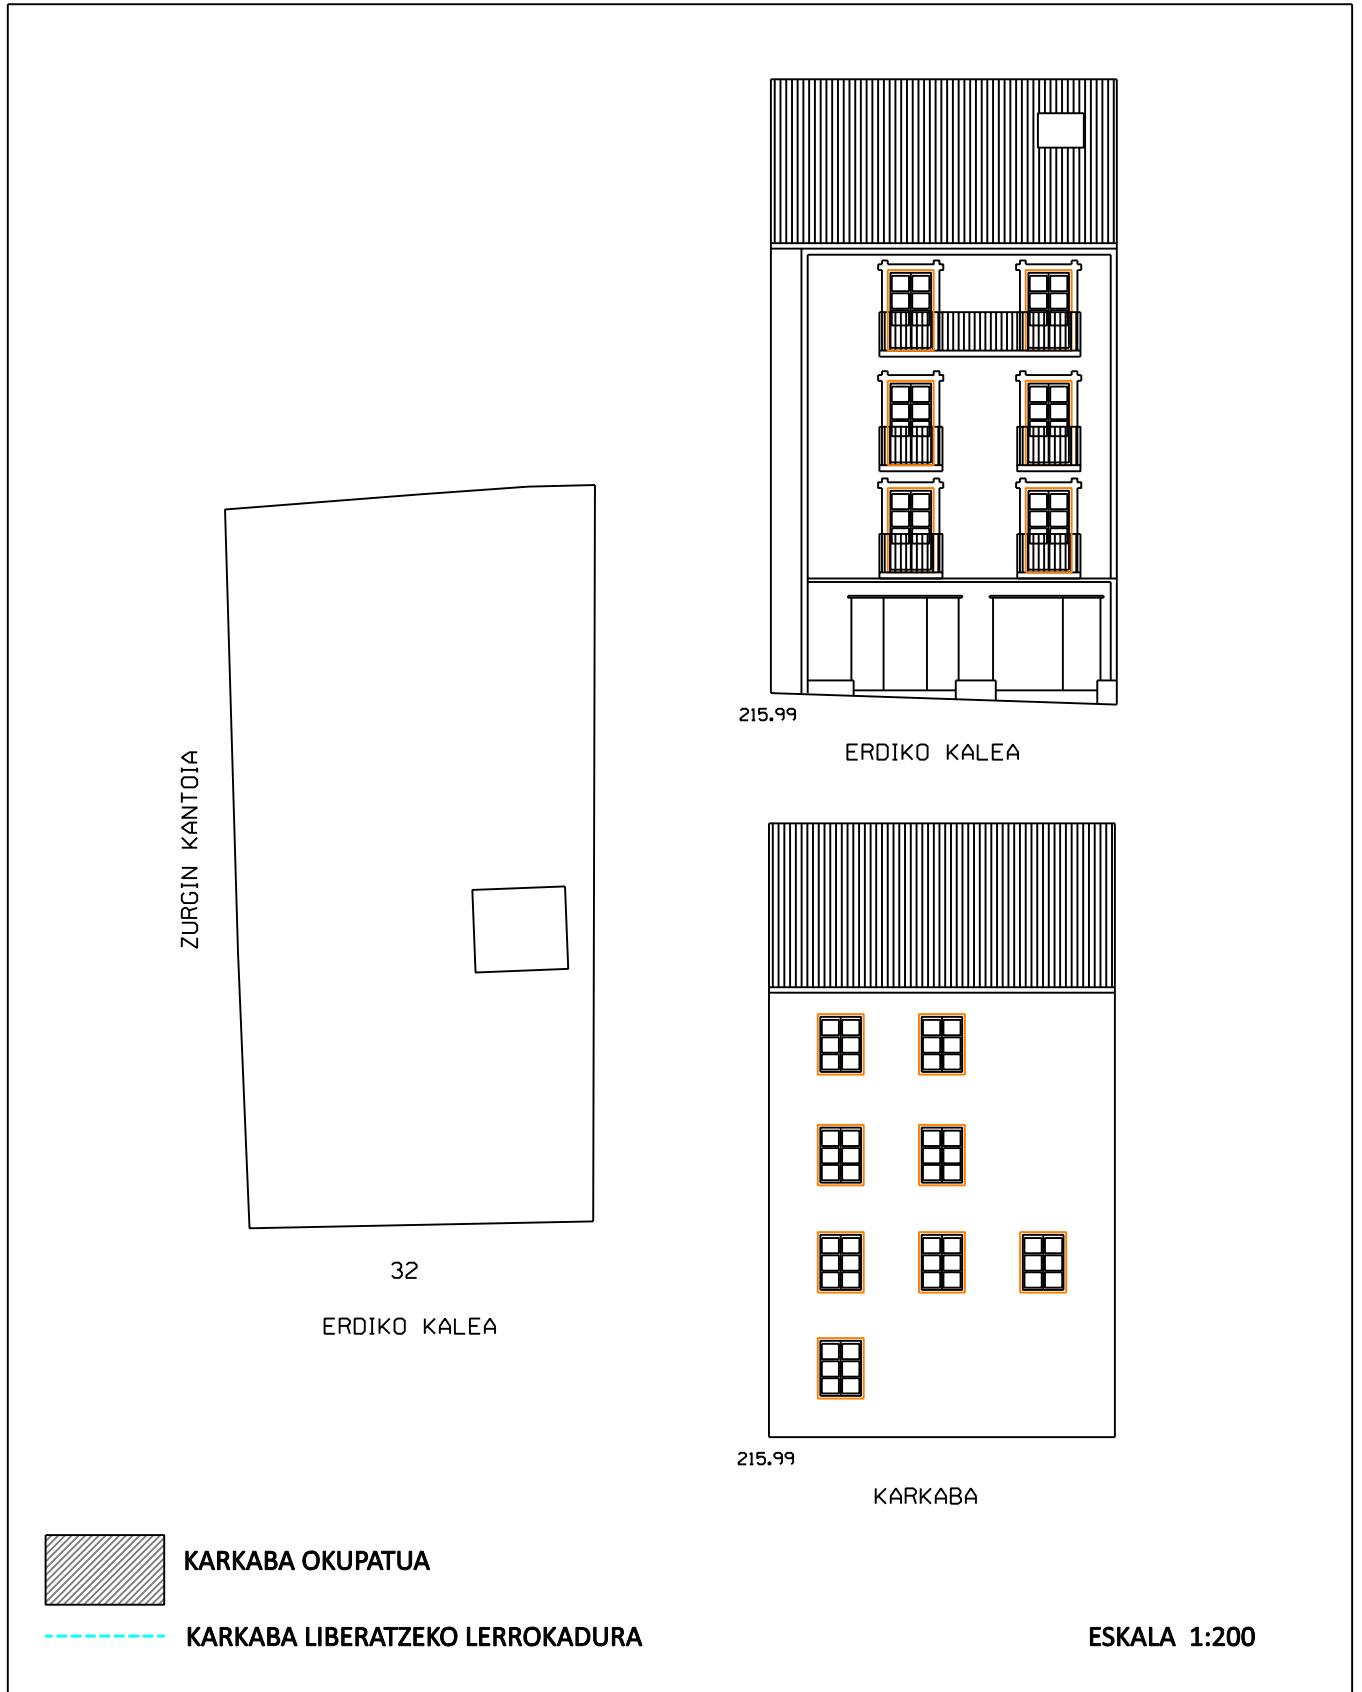 215.99
ERDIKO KALEA
ZURGIN KANTOIA
32
ERDIKO KALEA
215.99
KARKABA
KARKABA OKUPATUA
KARKABA LIBERATZEKO LERROKADURA
ESKALA 1:200